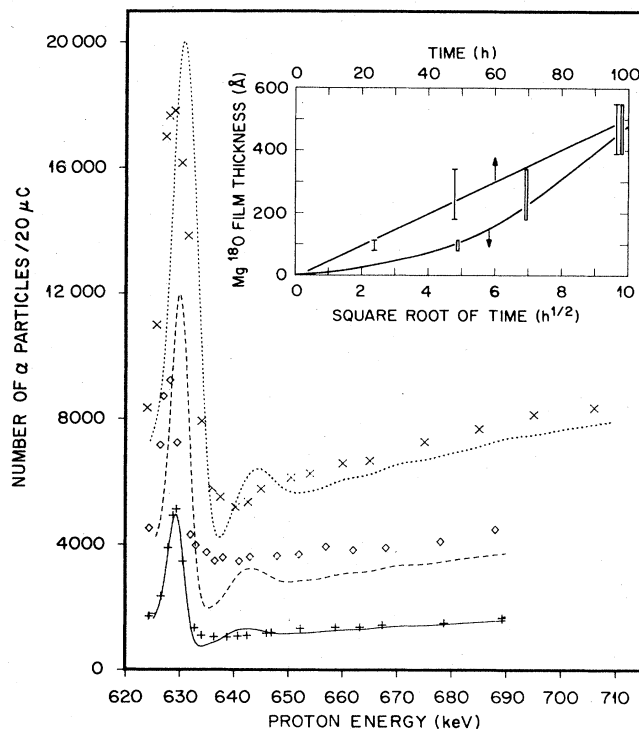 NUMBER OF α PARTICLES /20 μC
20 000
16 000
12 000
8000
4000
0
620 630 640 650 660 670 680 690 700 710
PROTON ENERGY (keV)
TIME (h)
0 20 40 60 80 100
Mg ¹⁸O FILM THICKNESS (Å)
600
400
200
0
0 2 4 6 8 10
SQUARE ROOT OF TIME (h¹/²)